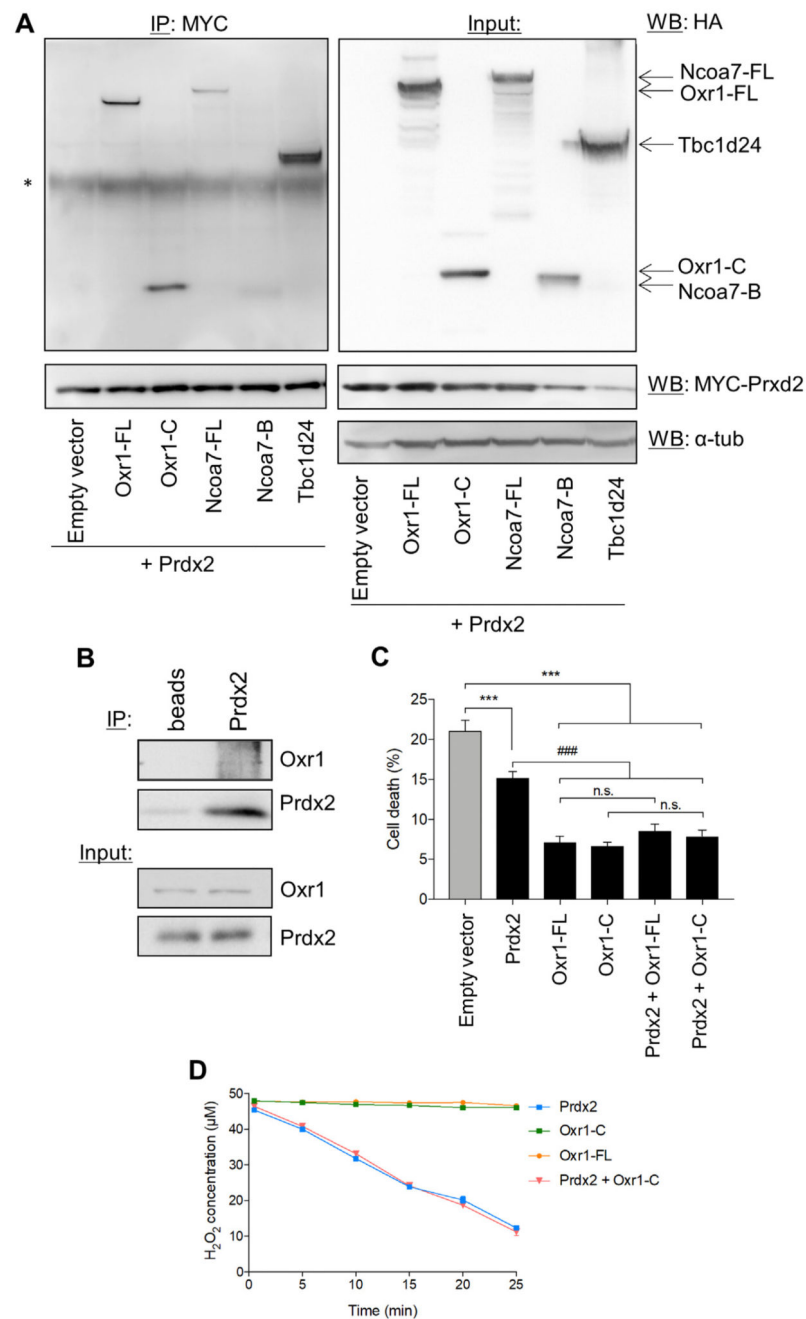 A
IP: MYC
Input:
WB: HA
Ncoa7-FL
Oxr1-FL
Tbc1d24
*
Oxr1-C
Ncoa7-B
WB: MYC-Prxd2
WB: α-tub
Empty vector
Oxr1-FL
Oxr1-C
Ncoa7-FL
Ncoa7-B
Tbc1d24
+ Prdx2
Empty vector
Oxr1-FL
Oxr1-C
Ncoa7-FL
Ncoa7-B
Tbc1d24
+ Prdx2
B
IP:
beads
Prdx2
Oxr1
Prdx2
Input:
Oxr1
Prdx2
C
Cell death (%)
25
20
15
10
5
0
***
***
###
n.s.
n.s.
Empty vector
Prdx2
Oxr1-FL
Oxr1-C
Prdx2 + Oxr1-FL
Prdx2 + Oxr1-C
D
H₂O₂ concentration (µM)
50
40
30
20
10
0
0 5 10 15 20 25
Time (min)
Prdx2
Oxr1-C
Oxr1-FL
Prdx2 + Oxr1-C